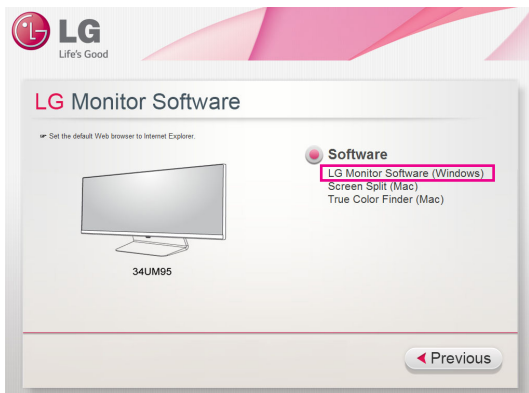 LG
Life's Good
LG Monitor Software
☞ Set the default Web browser to Internet Explorer.
34UM95
Software
LG Monitor Software (Windows)
Screen Split (Mac)
True Color Finder (Mac)
Previous